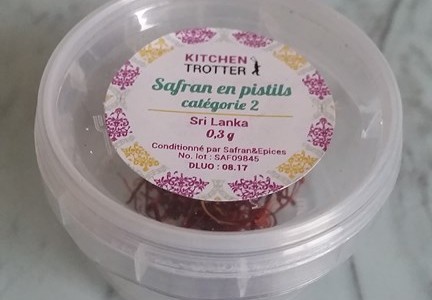 KITCHEN
TROTTER
Safran en pistils
catégorie 2
Sri Lanka
0,3 g
Conditionné par Safran&Epices
No. lot : SAF09845
DLUO : 08.17